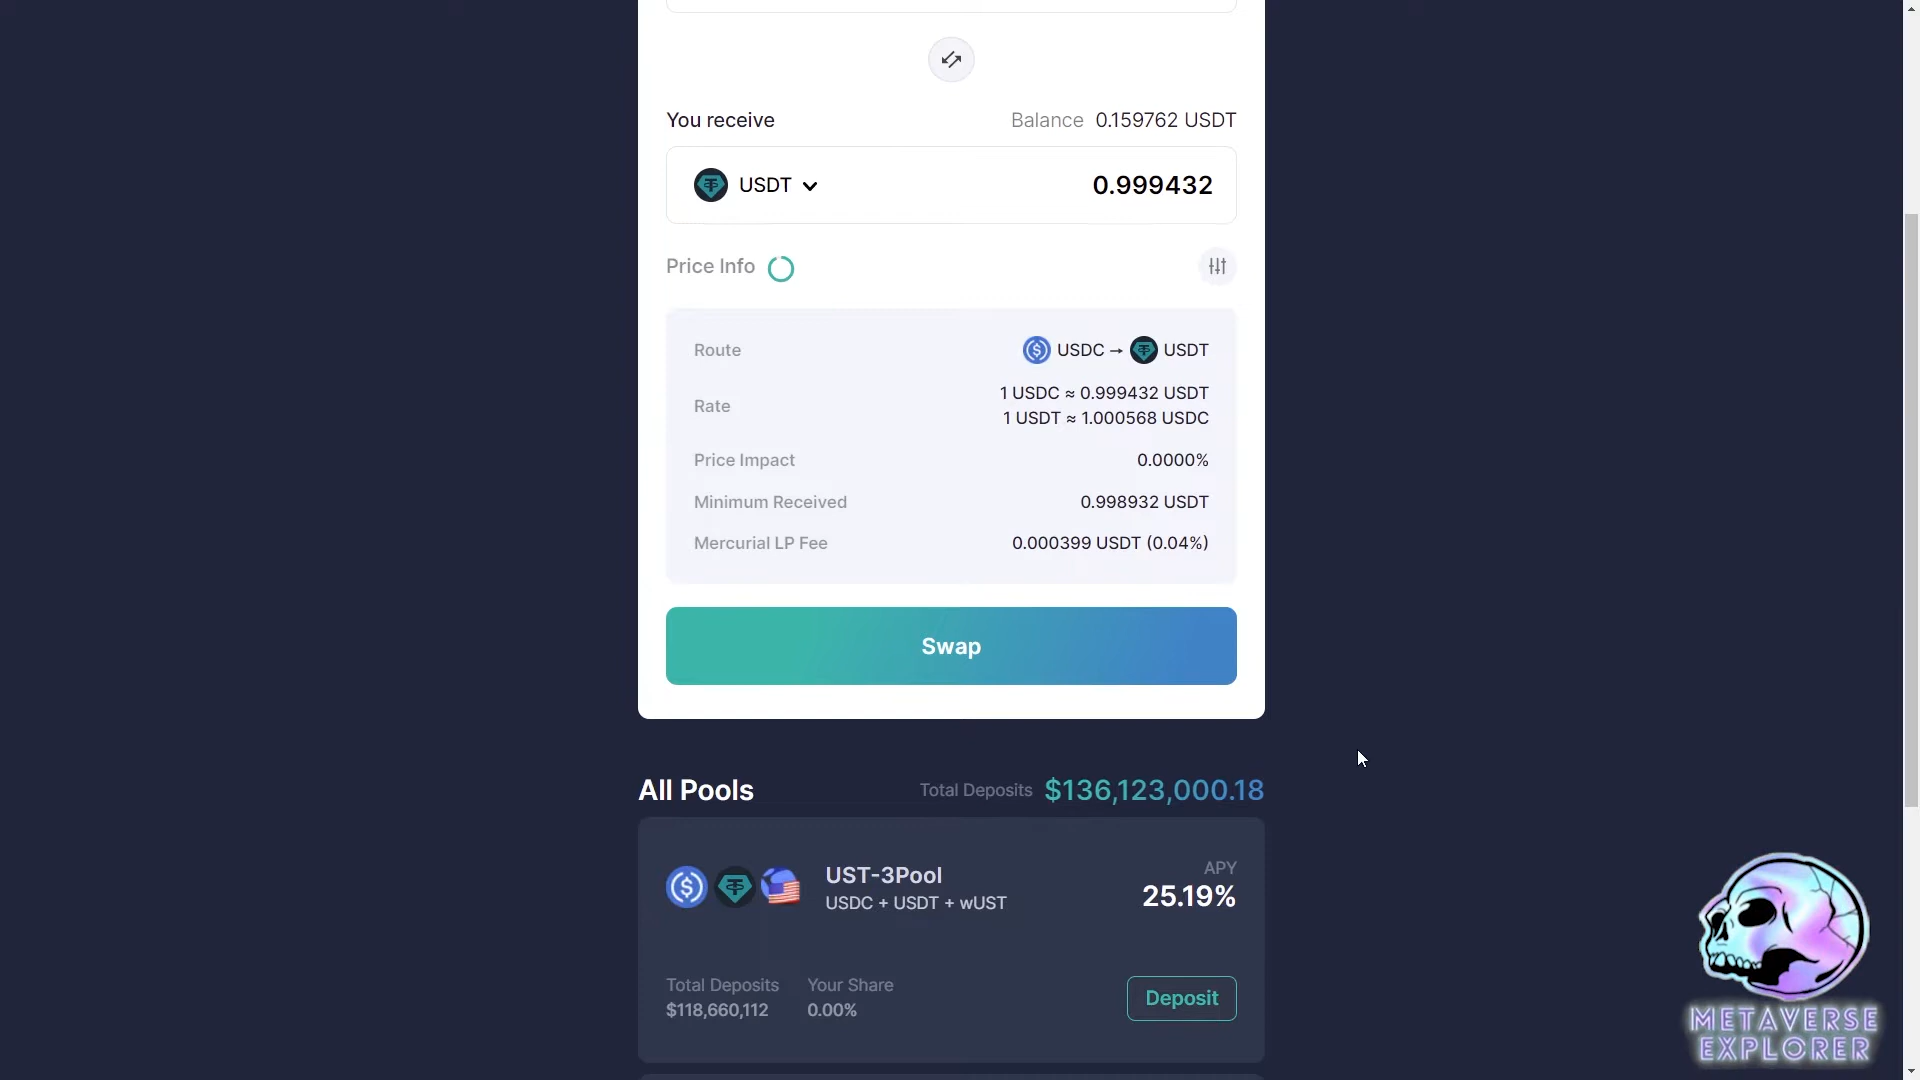 You receive
Balance 0.159762 USDT
USDT
0.999432
Price Info
Route
USDC → USDT
Rate
1 USDC ≈ 0.999432 USDT
1 USDT ≈ 1.000568 USDC
Price Impact
0.0000%
Minimum Received
0.998932 USDT
Mercurial LP Fee
0.000399 USDT (0.04%)
Swap
All Pools
Total Deposits $136,123,000.18
UST-3Pool
USDC + USDT + wUST
APY
25.19%
Total Deposits
$118,660,112
Your Share
0.00%
Deposit
METAVERSE
EXPLORER